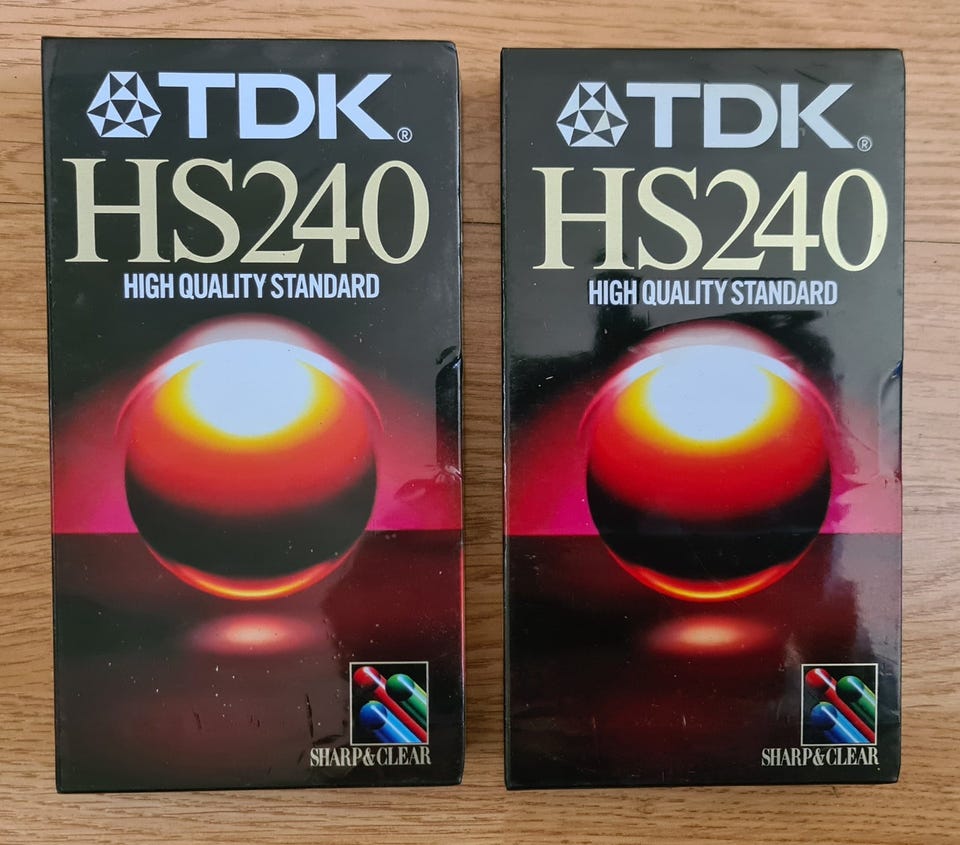 TDK®
HS240
HIGH QUALITY STANDARD
SHARP&CLEAR
TDK®
HS240
HIGH QUALITY STANDARD
SHARP&CLEAR